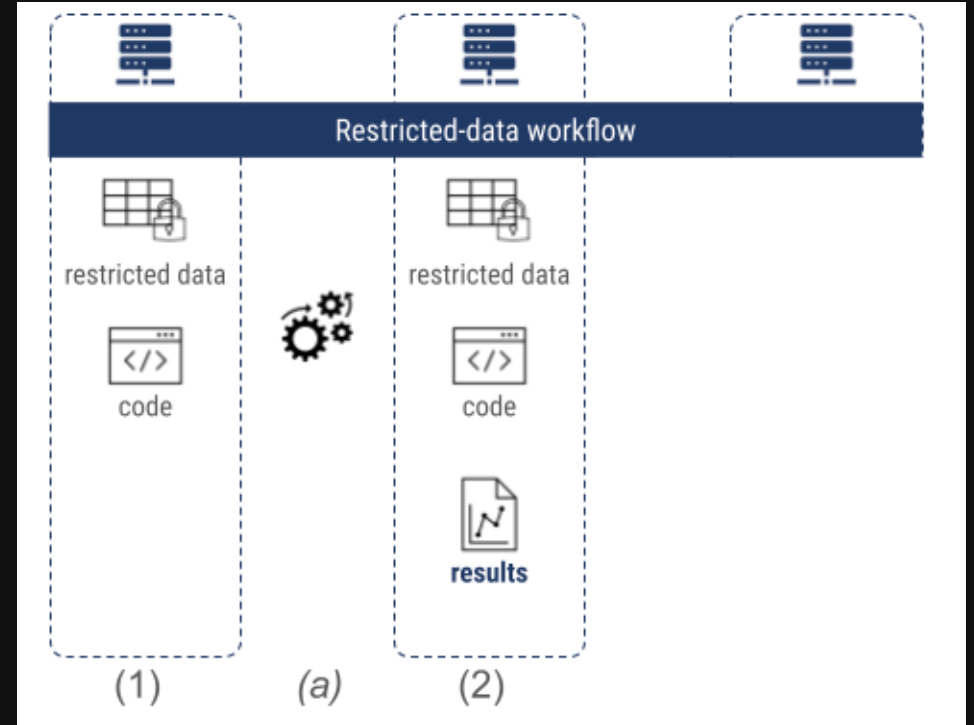 Restricted-data workflow
restricted data
restricted data
</>
</>
code
code
results
(1)
(a)
(2)